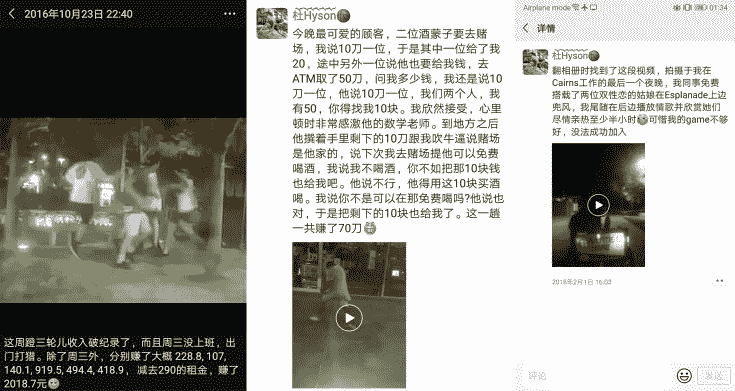 2016年10月23日 22:40
这周蹬三轮儿收入破纪录了，而且周三没上班，出
门打猎。除了周三外，分别赚了大概 228.8, 107,
140.1, 919.5, 494.4, 418.9， 减去290的租金，赚了
2018.7元
杜Hyson
今晚最可爱的顾客，二位酒蒙子要去赌
场，我说10刀一位，于是其中一位给了我
20，途中另外一位说他也要给我钱，去
ATM取了50刀，问我多少钱，我还是说10
刀一位，他说10刀一位，我们两个人，我
有50，你得找我10块。我欣然接受，心里
顿时非常感激他的数学老师。到地方之后
他攥着手里剩下的10刀跟我吹牛逼说赌场
是他家的，说下次我去赌场提他可以免费
喝酒，我说我不喝酒，你不如把那10块钱
也给我吧。他说不行，他得用这10块买酒
喝。我说你不是可以在那免费喝吗?他说也
对，于是把剩下的10块也给我了。这一趟
一共赚了70刀
Airplane mode
01:34
详情
杜Hyson
翻相册时找到了这段视频，拍摄于我在
Cairns工作的最后一个夜晚，我同事免费
搭载了两位双性恋的姑娘在Esplanade上边
兜风，我尾随在后边播放情歌并欣赏她们
尽情亲热至少半小时可惜我的game不够
好，没法成功加入
2018年2月1日 16:03
评论
发送